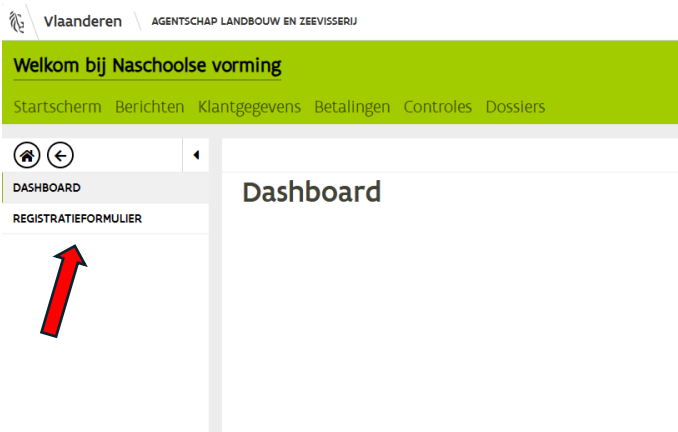 Vlaanderen AGENTSCHAP LANDBOUW EN ZEEVISSERIJ
Welkom bij Naschoolse vorming
Startscherm Berichten Klantgegevens Betalingen Controles Dossiers
DASHBOARD
Dashboard
REGISTRATIEFORMULIER